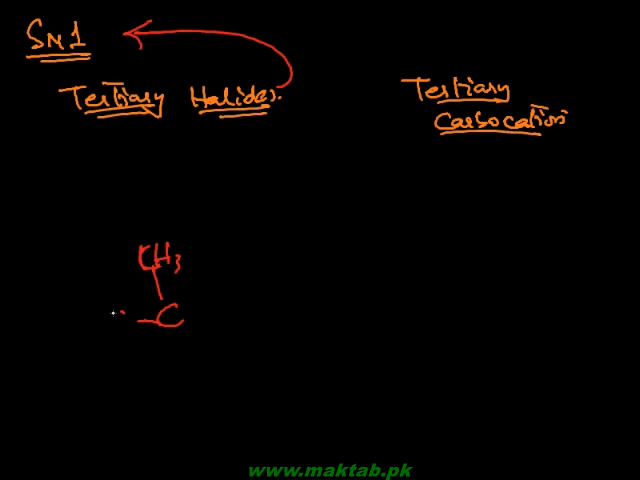 SN1
Tertiary Halides.
Tertiary
Carbocation
CH3
-C
www.maktab.pk